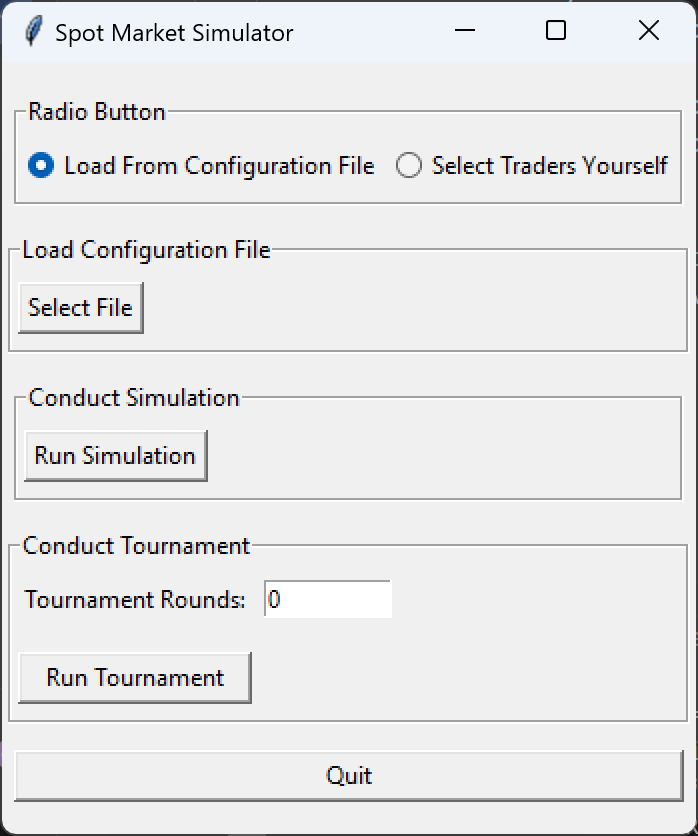 Spot Market Simulator
Radio Button
Load From Configuration File Select Traders Yourself
Load Configuration File
Select File
Conduct Simulation
Run Simulation
Conduct Tournament
Tournament Rounds: 0
Run Tournament
Quit